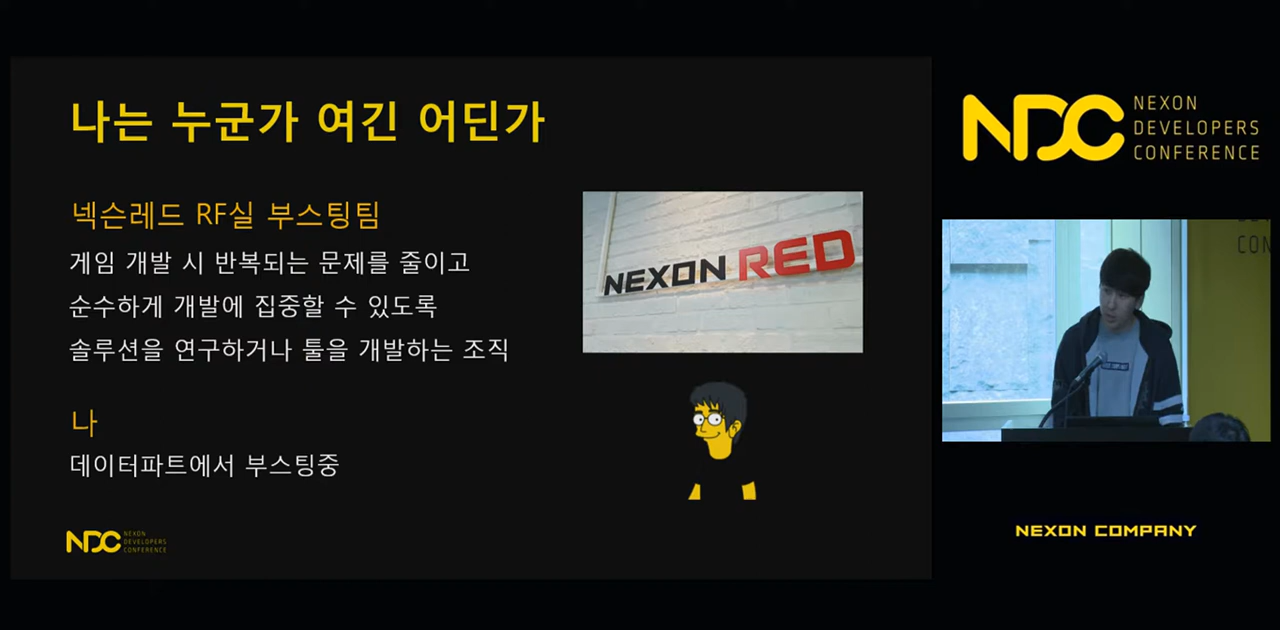 나는 누군가 여긴 어딘가
넥슨레드 RF실 부스팅팀
게임 개발 시 반복되는 문제를 줄이고
순수하게 개발에 집중할 수 있도록
솔루션을 연구하거나 툴을 개발하는 조직
NEXON RED
나
데이터파트에서 부스팅중
NDC NEXON
DEVELOPERS
CONFERENCE
NDC NEXON
DEVELOPERS
CONFERENCE
CON
NEXON COMPANY